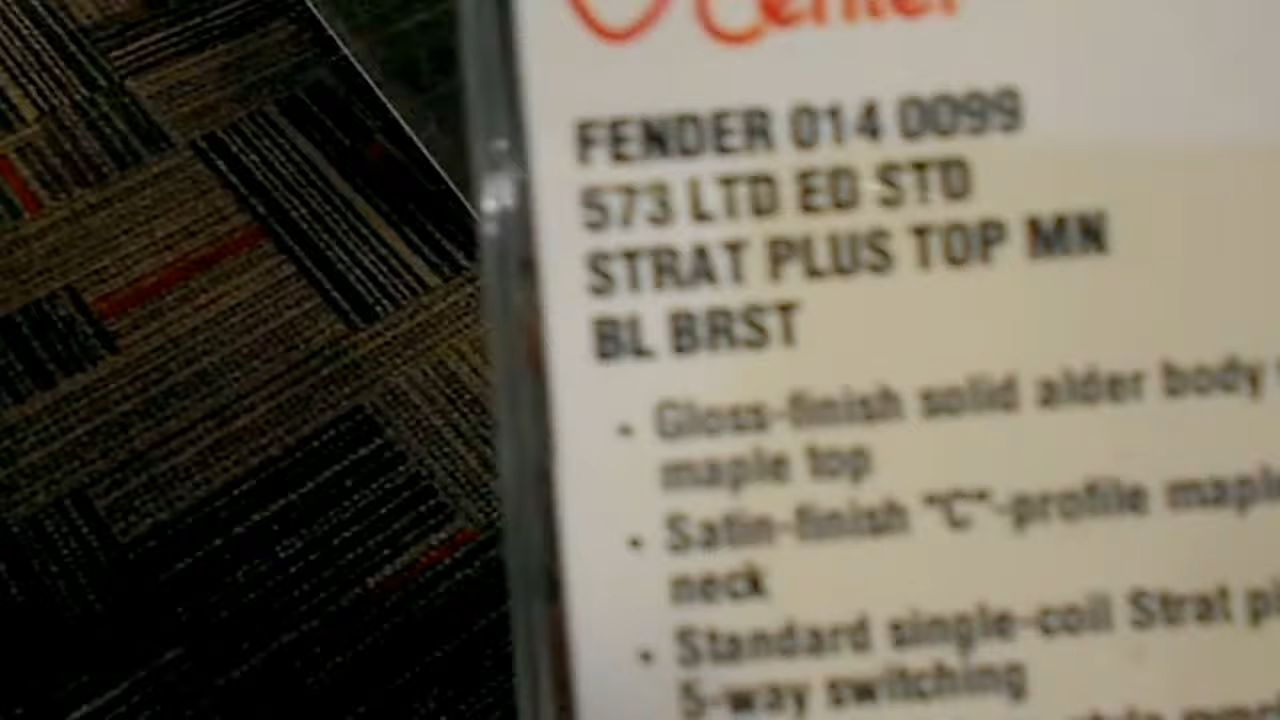 Center
FENDER 014 0099
573 LTD ED STD
STRAT PLUS TOP MN
BL BRST
• Gloss-finish solid alder body
maple top
• Satin-finish "C"-profile maple
neck
• Standard single-coil Strat
5-way switching